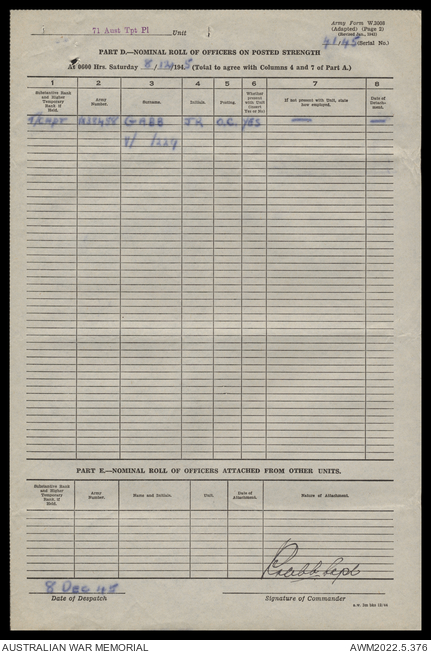 Army Form W.3008
(Adapted) (Page 2)
71 Aust Tpt Pl Unit
48/45 (Serial No.)
PART D.—NOMINAL ROLL OF OFFICERS ON POSTED STRENGTH
At 0600 Hrs. Saturday 8/12/1945 (Total to agree with Columns 4 and 7 of Part A.)
1 2 3 4 5 6 7 8
Substantive Rank and Higher Temporary Rank if Held. Army Number. Surname. Initials. Posting. Whether present with Unit (insert Yes or No) If not present with Unit, state how employed. Date of Detachment.
GABB JR O.C. YES — —
PART E.—NOMINAL ROLL OF OFFICERS ATTACHED FROM OTHER UNITS.
Substantive Rank and Higher Temporary Rank if Held. Army Number. Name and Initials. Unit. Date of Attachment. Nature of Attachment.
8 Dec 45
Date of Despatch Signature of Commander
AUSTRALIAN WAR MEMORIAL AWM2022.5.376